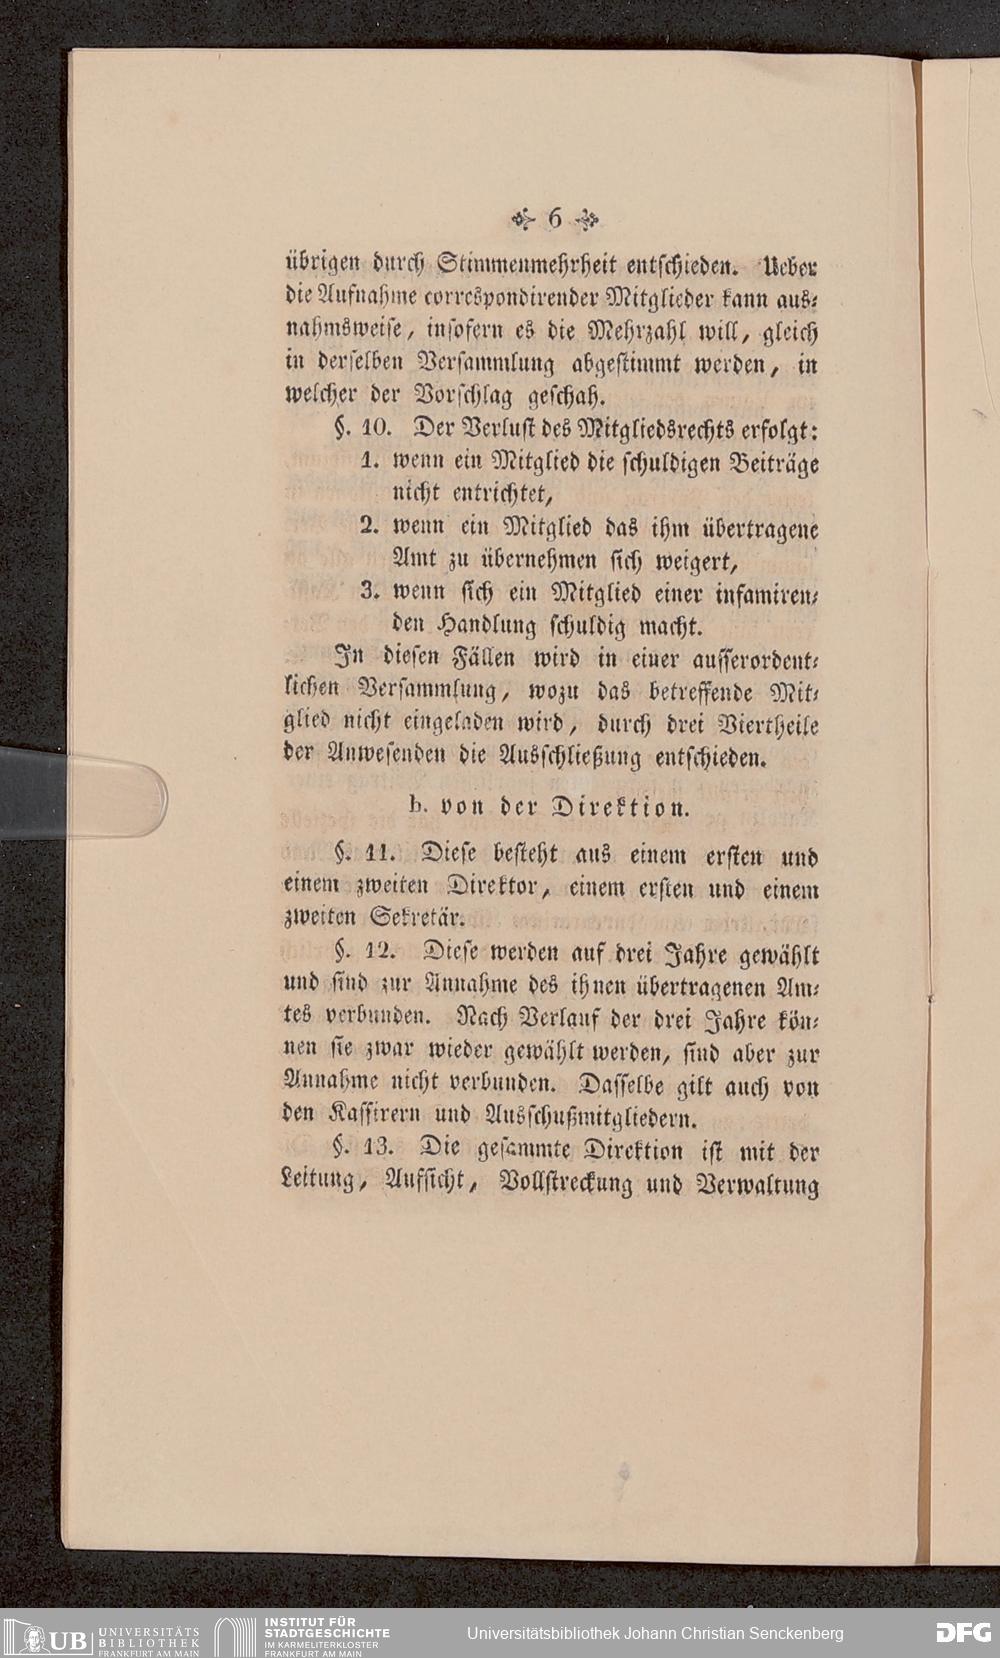 6
übrigen durch Stimmenmehrheit entschieden. Ueber
die Aufnahme correspondirender Mitglieder kann aus-
nahmsweise, insofern es die Mehrzahl will, gleich
in derselben Versammlung abgestimmt werden, in
welcher der Vorschlag geschah.
§. 10. Der Verlust des Mitgliedsrechts erfolgt:
1. wenn ein Mitglied die schuldigen Beiträge
nicht entrichtet,
2. wenn ein Mitglied das ihm übertragene
Amt zu übernehmen sich weigert,
3. wenn sich ein Mitglied einer infamiren-
den Handlung schuldig macht.
In diesen Fällen wird in einer ausserordent-
lichen Versammlung, wozu das betreffende Mit-
glied nicht eingeladen wird, durch drei Viertheile
der Anwesenden die Ausschließung entschieden.
b. von der Direktion.
§. 11. Diese besteht aus einem ersten und
einem zweiten Direktor, einem ersten und einem
zweiten Sekretär.
§. 12. Diese werden auf drei Jahre gewählt
und sind zur Annahme des ihnen übertragenen Am-
tes verbunden. Nach Verlauf der drei Jahre kön-
nen sie zwar wieder gewählt werden, sind aber zur
Annahme nicht verbunden. Dasselbe gilt auch von
den Kassirern und Ausschußmitgliedern.
§. 13. Die gesammte Direktion ist mit der
Leitung, Aufsicht, Vollstreckung und Verwaltung
UB UNIVERSITÄTS
BIBLIOTHEK
FRANKFURT AM MAIN
INSTITUT FÜR
STADTGESCHICHTE
IM KARMELITERKLOSTER
FRANKFURT AM MAIN
Universitätsbibliothek Johann Christian Senckenberg
DFG